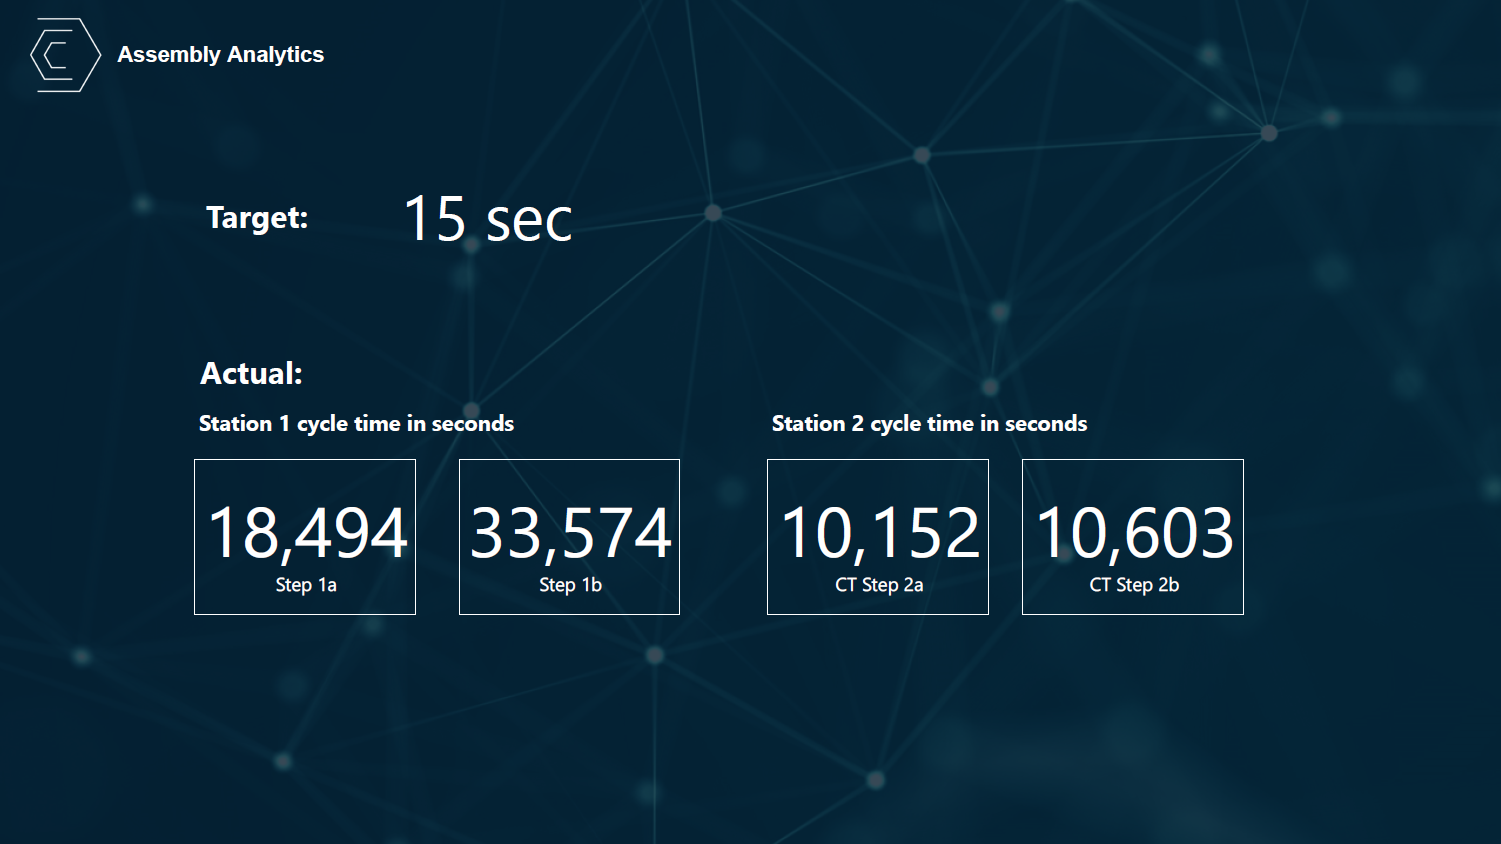 Assembly Analytics
Target: 15 sec
Actual:
Station 1 cycle time in seconds
18,494
Step 1a
33,574
Step 1b
Station 2 cycle time in seconds
10,152
CT Step 2a
10,603
CT Step 2b